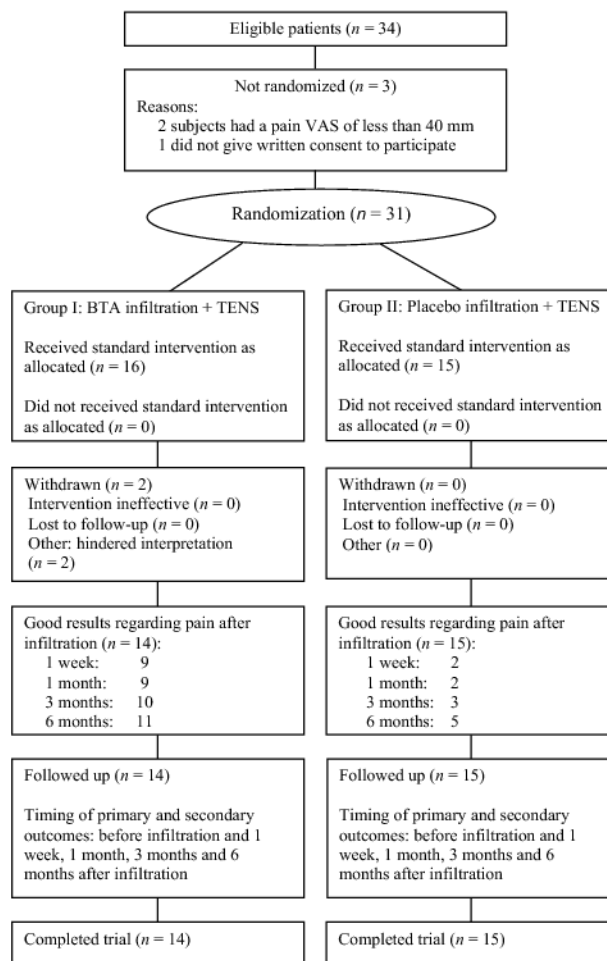 Eligible patients (n = 34)
Not randomized (n = 3)
Reasons:
2 subjects had a pain VAS of less than 40 mm
1 did not give written consent to participate
Randomization (n = 31)
Group I: BTA infiltration + TENS
Received standard intervention as
allocated (n = 16)
Did not received standard intervention
as allocated (n = 0)
Withdrawn (n = 2)
Intervention ineffective (n = 0)
Lost to follow-up (n = 0)
Other: hindered interpretation
(n = 2)
Good results regarding pain after
infiltration (n = 14):
1 week: 9
1 month: 9
3 months: 10
6 months: 11
Followed up (n = 14)
Timing of primary and secondary
outcomes: before infiltration and 1
week, 1 month, 3 months and 6
months after infiltration
Completed trial (n = 14)
Group II: Placebo infiltration + TENS
Received standard intervention as
allocated (n = 15)
Did not received standard intervention
as allocated (n = 0)
Withdrawn (n = 0)
Intervention ineffective (n = 0)
Lost to follow-up (n = 0)
Other (n = 0)
Good results regarding pain after
infiltration (n = 15):
1 week: 2
1 month: 2
3 months: 3
6 months: 5
Followed up (n = 15)
Timing of primary and secondary
outcomes: before infiltration and 1
week, 1 month, 3 months and 6
months after infiltration
Completed trial (n = 15)